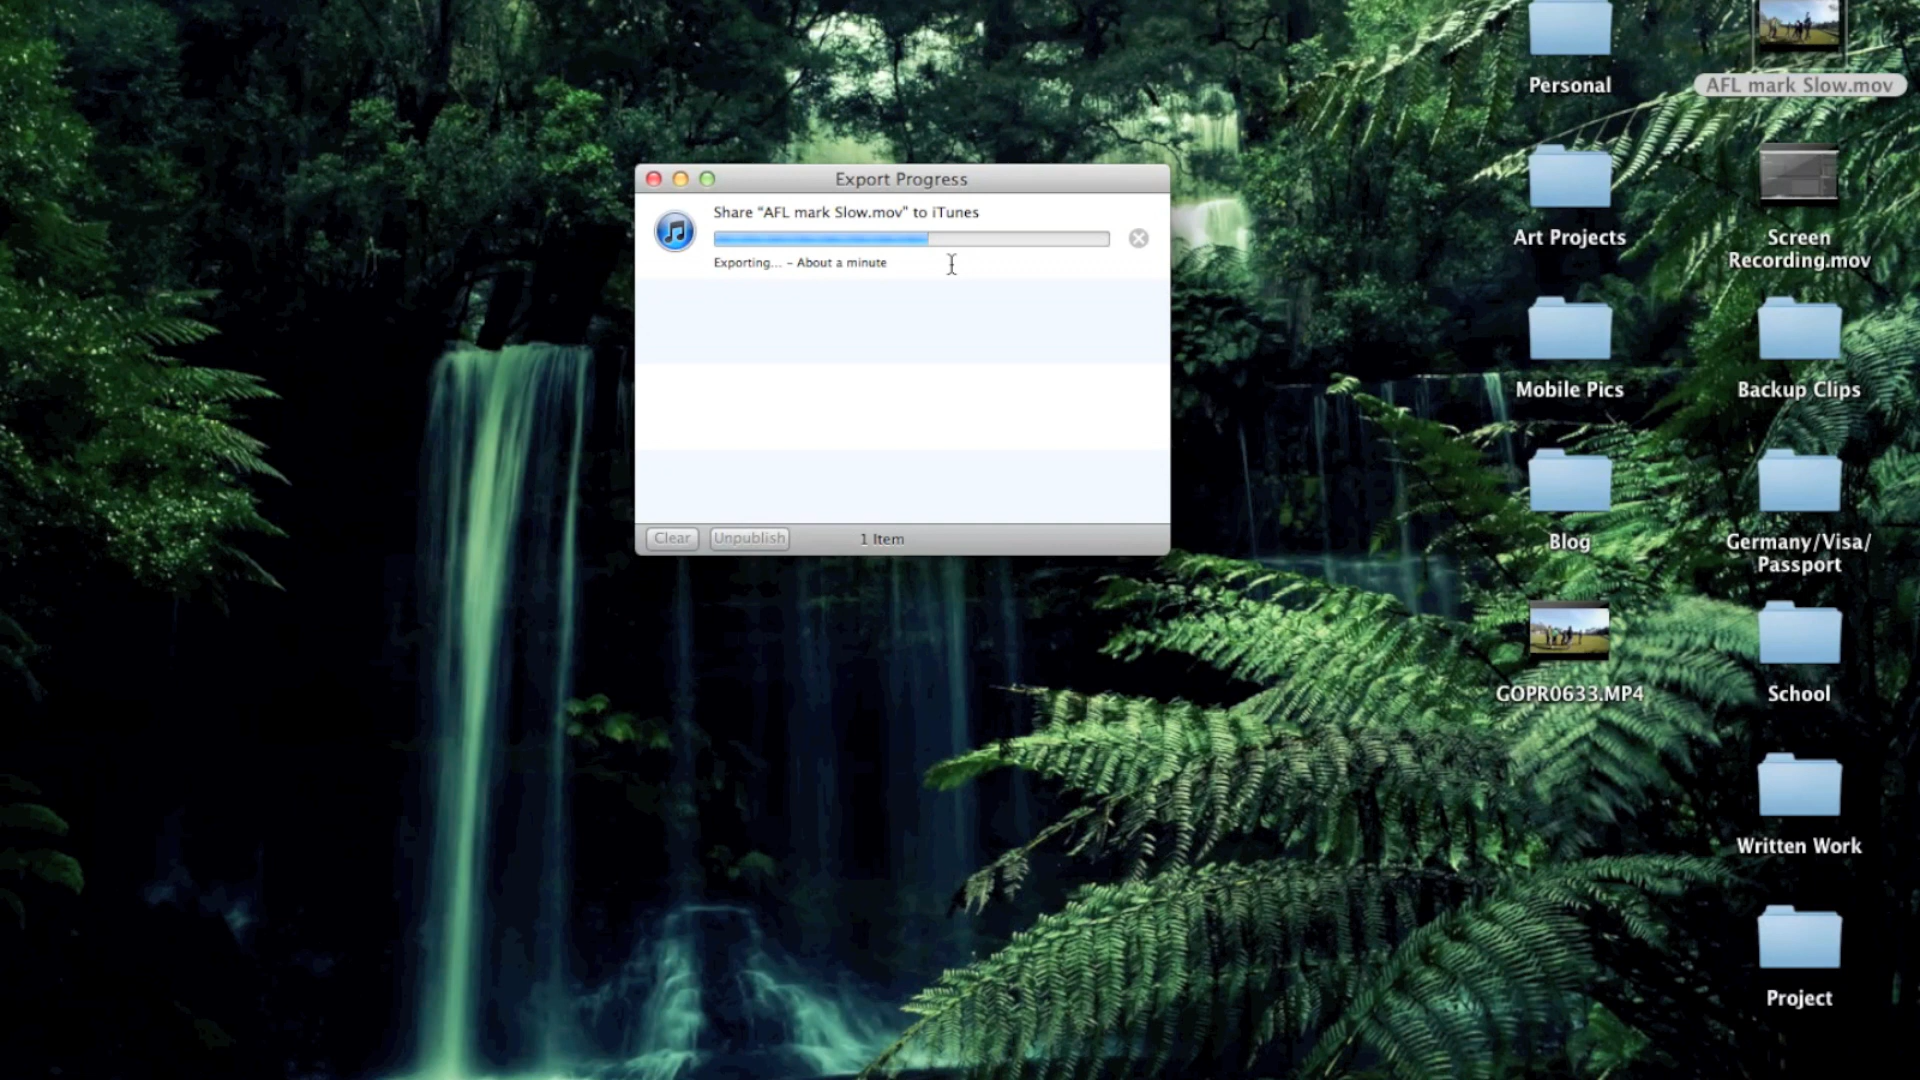 Export Progress
Share “AFL mark Slow.mov” to iTunes
Exporting... – About a minute
Clear
Unpublish
1 Item
Personal
AFL mark Slow.mov
Art Projects
Screen
Recording.mov
Mobile Pics
Backup Clips
Blog
Germany/Visa/
Passport
GOPR0633.MP4
School
Written Work
Project